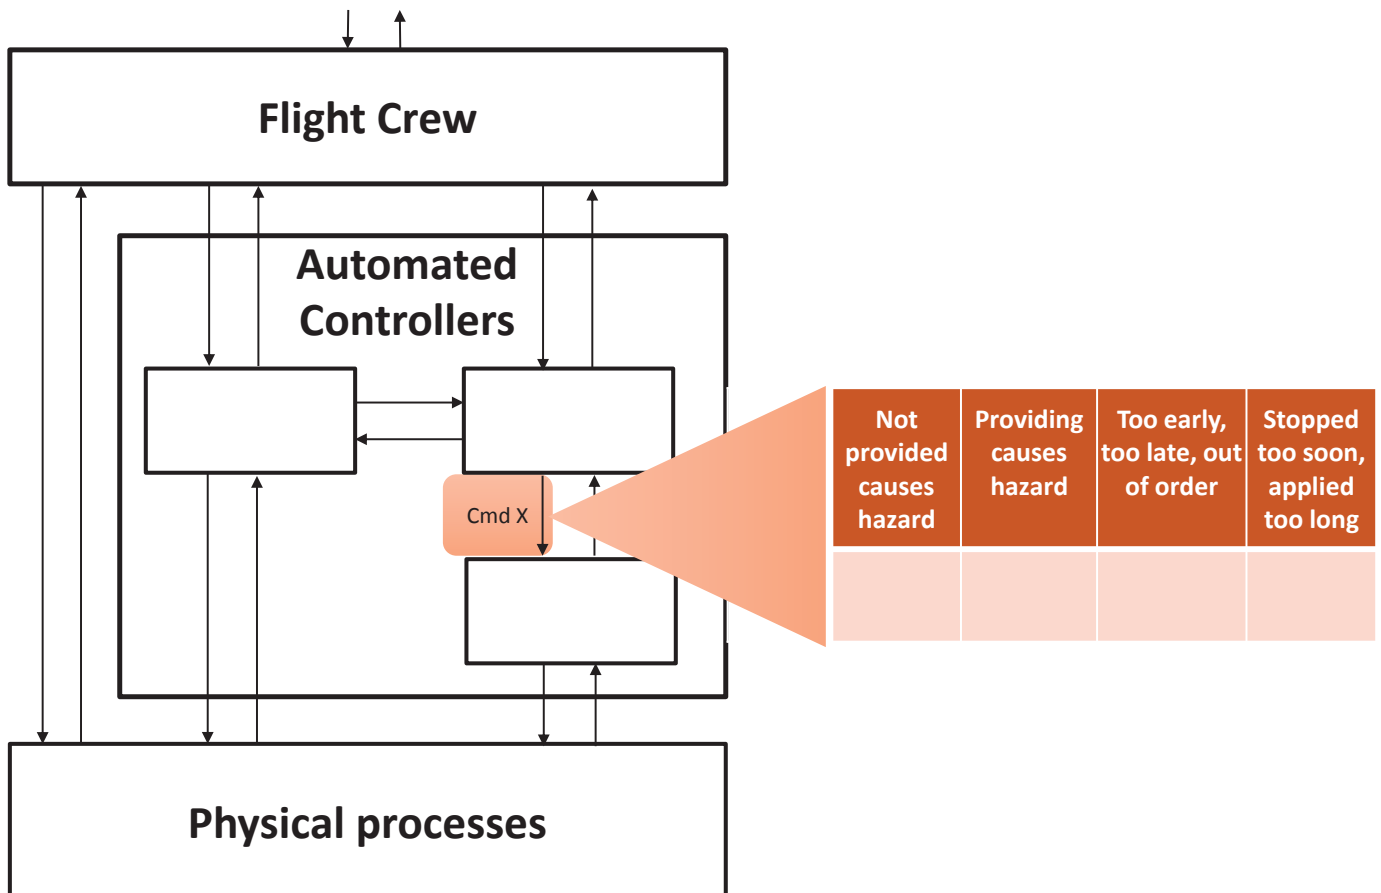 Flight Crew
Automated
Controllers
Cmd X
Not
provided
causes
hazard
Providing
causes
hazard
Too early,
too late, out
of order
Stopped
too soon,
applied
too long
Physical processes